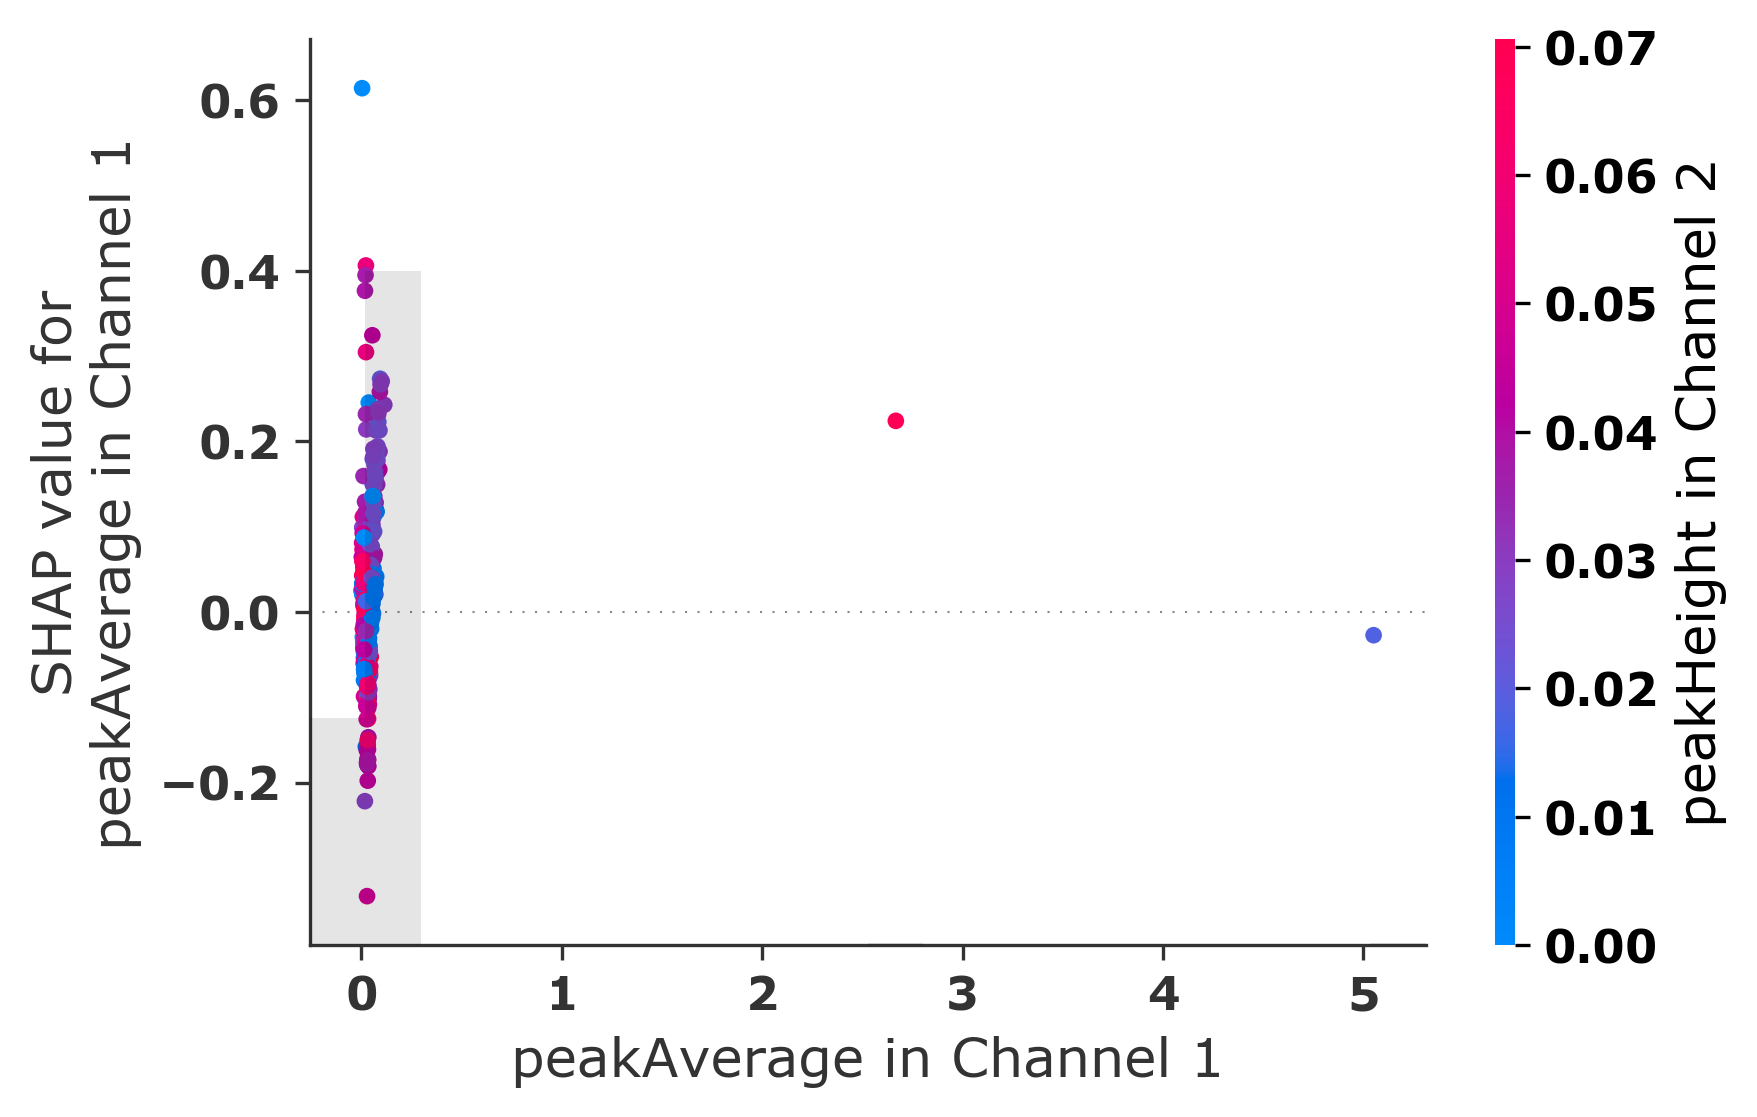 SHAP value for
peakAverage in Channel 1
0.6
0.4
0.2
0.0
−0.2
0 1 2 3 4 5
peakAverage in Channel 1
0.07
0.06
0.05
0.04
0.03
0.02
0.01
0.00
peakHeight in Channel 2